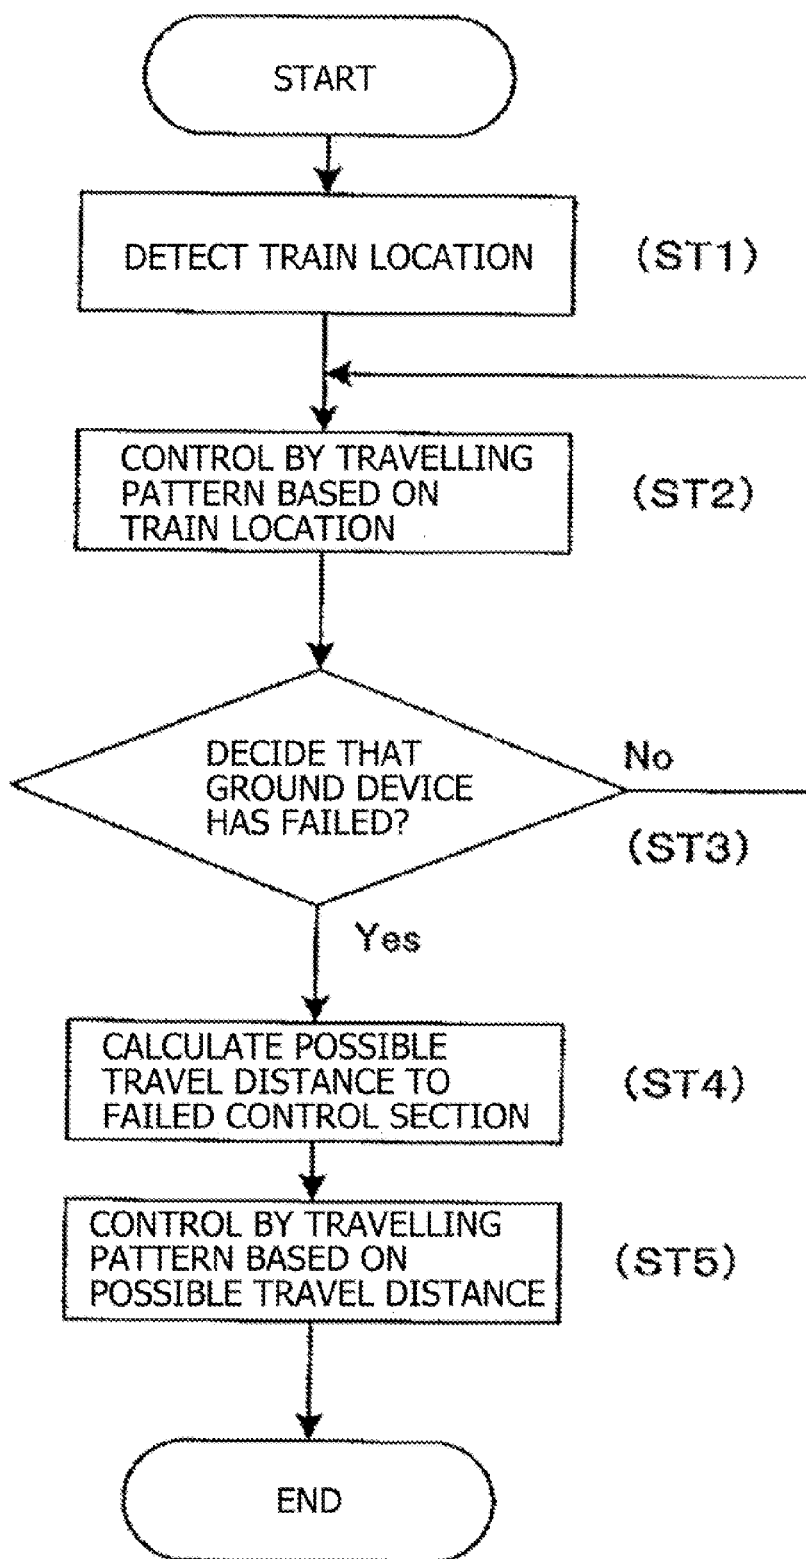 START
DETECT TRAIN LOCATION
(ST1)
CONTROL BY TRAVELLING
PATTERN BASED ON
TRAIN LOCATION
(ST2)
DECIDE THAT
GROUND DEVICE
HAS FAILED?
No
(ST3)
Yes
CALCULATE POSSIBLE
TRAVEL DISTANCE TO
FAILED CONTROL SECTION
(ST4)
CONTROL BY TRAVELLING
PATTERN BASED ON
POSSIBLE TRAVEL DISTANCE
(ST5)
END